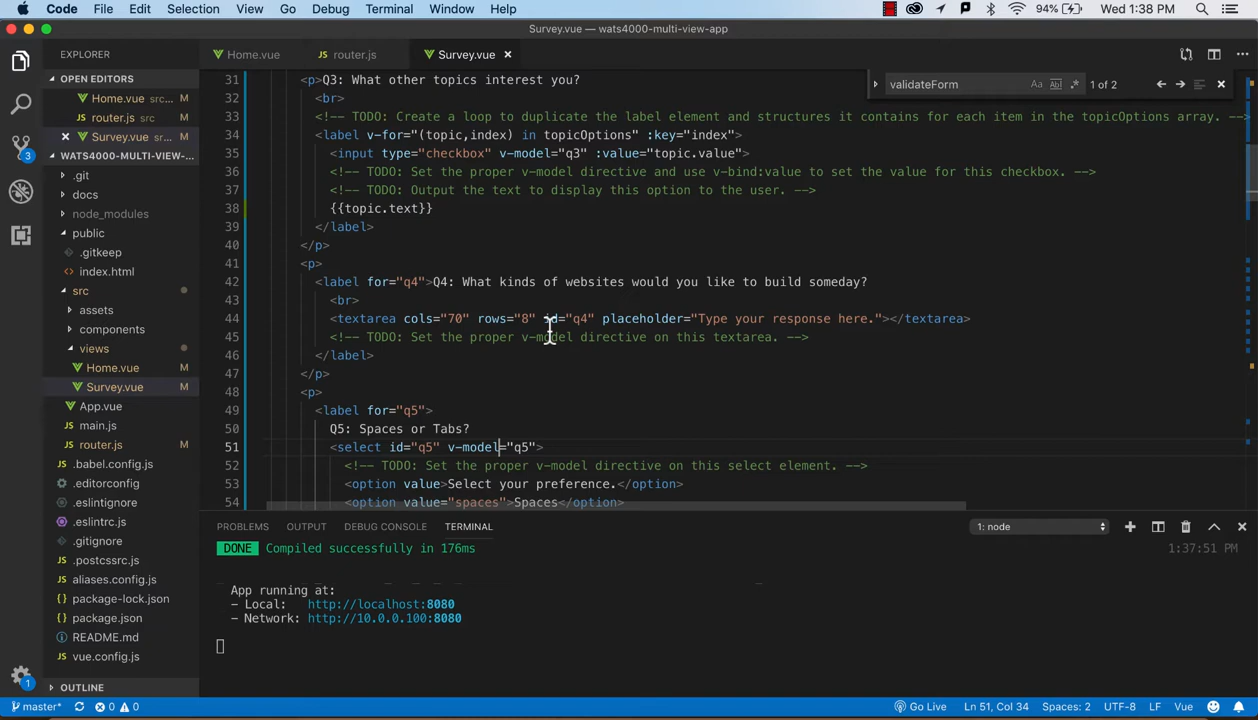 Code File Edit Selection View Go Debug Terminal Window Help 94% Wed 1:38 PM
Survey.vue — wats4000-multi-view-app
EXPLORER
OPEN EDITORS
Home.vue src... M
router.js src... M
Survey.vue sr... M
WATS4000-MULTI-VIEW-...
.git
docs
node_modules
public
.gitkeep
index.html
src
assets
components
views
Home.vue M
Survey.vue M
App.vue
main.js
router.js M
.babel.config.js
.editorconfig
.eslintignore
.eslintrc.js
.gitignore
.postcssrc.js
aliases.config.js
package-lock.json
package.json
README.md
vue.config.js
OUTLINE
3
1
Home.vue router.js Survey.vue
validateForm Aa Abl .* 1 of 2
31 <p>Q3: What other topics interest you?
32 <br>
33 <!-- TODO: Create a loop to duplicate the label element and structures it contains for each item in the topicOptions array. -->
34 <label v-for="(topic,index) in topicOptions" :key="index">
35 <input type="checkbox" v-model="q3" :value="topic.value">
36 <!-- TODO: Set the proper v-model directive and use v-bind:value to set the value for this checkbox. -->
37 <!-- TODO: Output the text to display this option to the user. -->
38 {{topic.text}}
39 </label>
40 </p>
41 <p>
42 <label for="q4">Q4: What kinds of websites would you like to build someday?
43 <br>
44 <textarea cols="70" rows="8" id="q4" placeholder="Type your response here."></textarea>
45 <!-- TODO: Set the proper v-model directive on this textarea. -->
46 </label>
47 </p>
48 <p>
49 <label for="q5">
50 Q5: Spaces or Tabs?
51 <select id="q5" v-model="q5">
52 <!-- TODO: Set the proper v-model directive on this select element. -->
53 <option value>Select your preference.</option>
54 <option value="spaces">Spaces</option>
PROBLEMS OUTPUT DEBUG CONSOLE TERMINAL 1: node
DONE Compiled successfully in 176ms 1:37:51 PM
App running at:
- Local: http://localhost:8080
- Network: http://10.0.0.100:8080
master* 0 0 Go Live Ln 51, Col 34 Spaces: 2 UTF-8 LF Vue